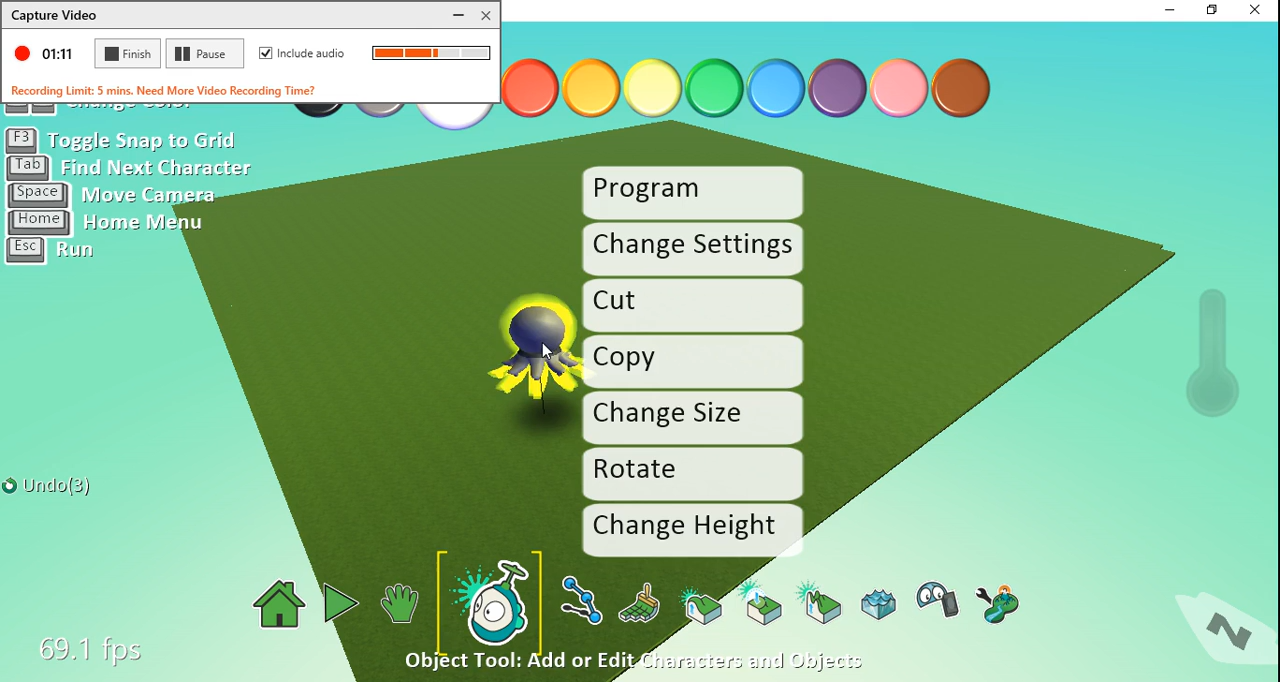 Capture Video
01:11
Finish
Pause
Include audio
Recording Limit: 5 mins. Need More Video Recording Time?
Change Color
F3 Toggle Snap to Grid
Tab Find Next Character
Space Move Camera
Home Home Menu
Esc Run
Program
Change Settings
Cut
Copy
Change Size
Rotate
Change Height
Undo(3)
69.1 fps
Object Tool: Add or Edit Characters and Objects
N